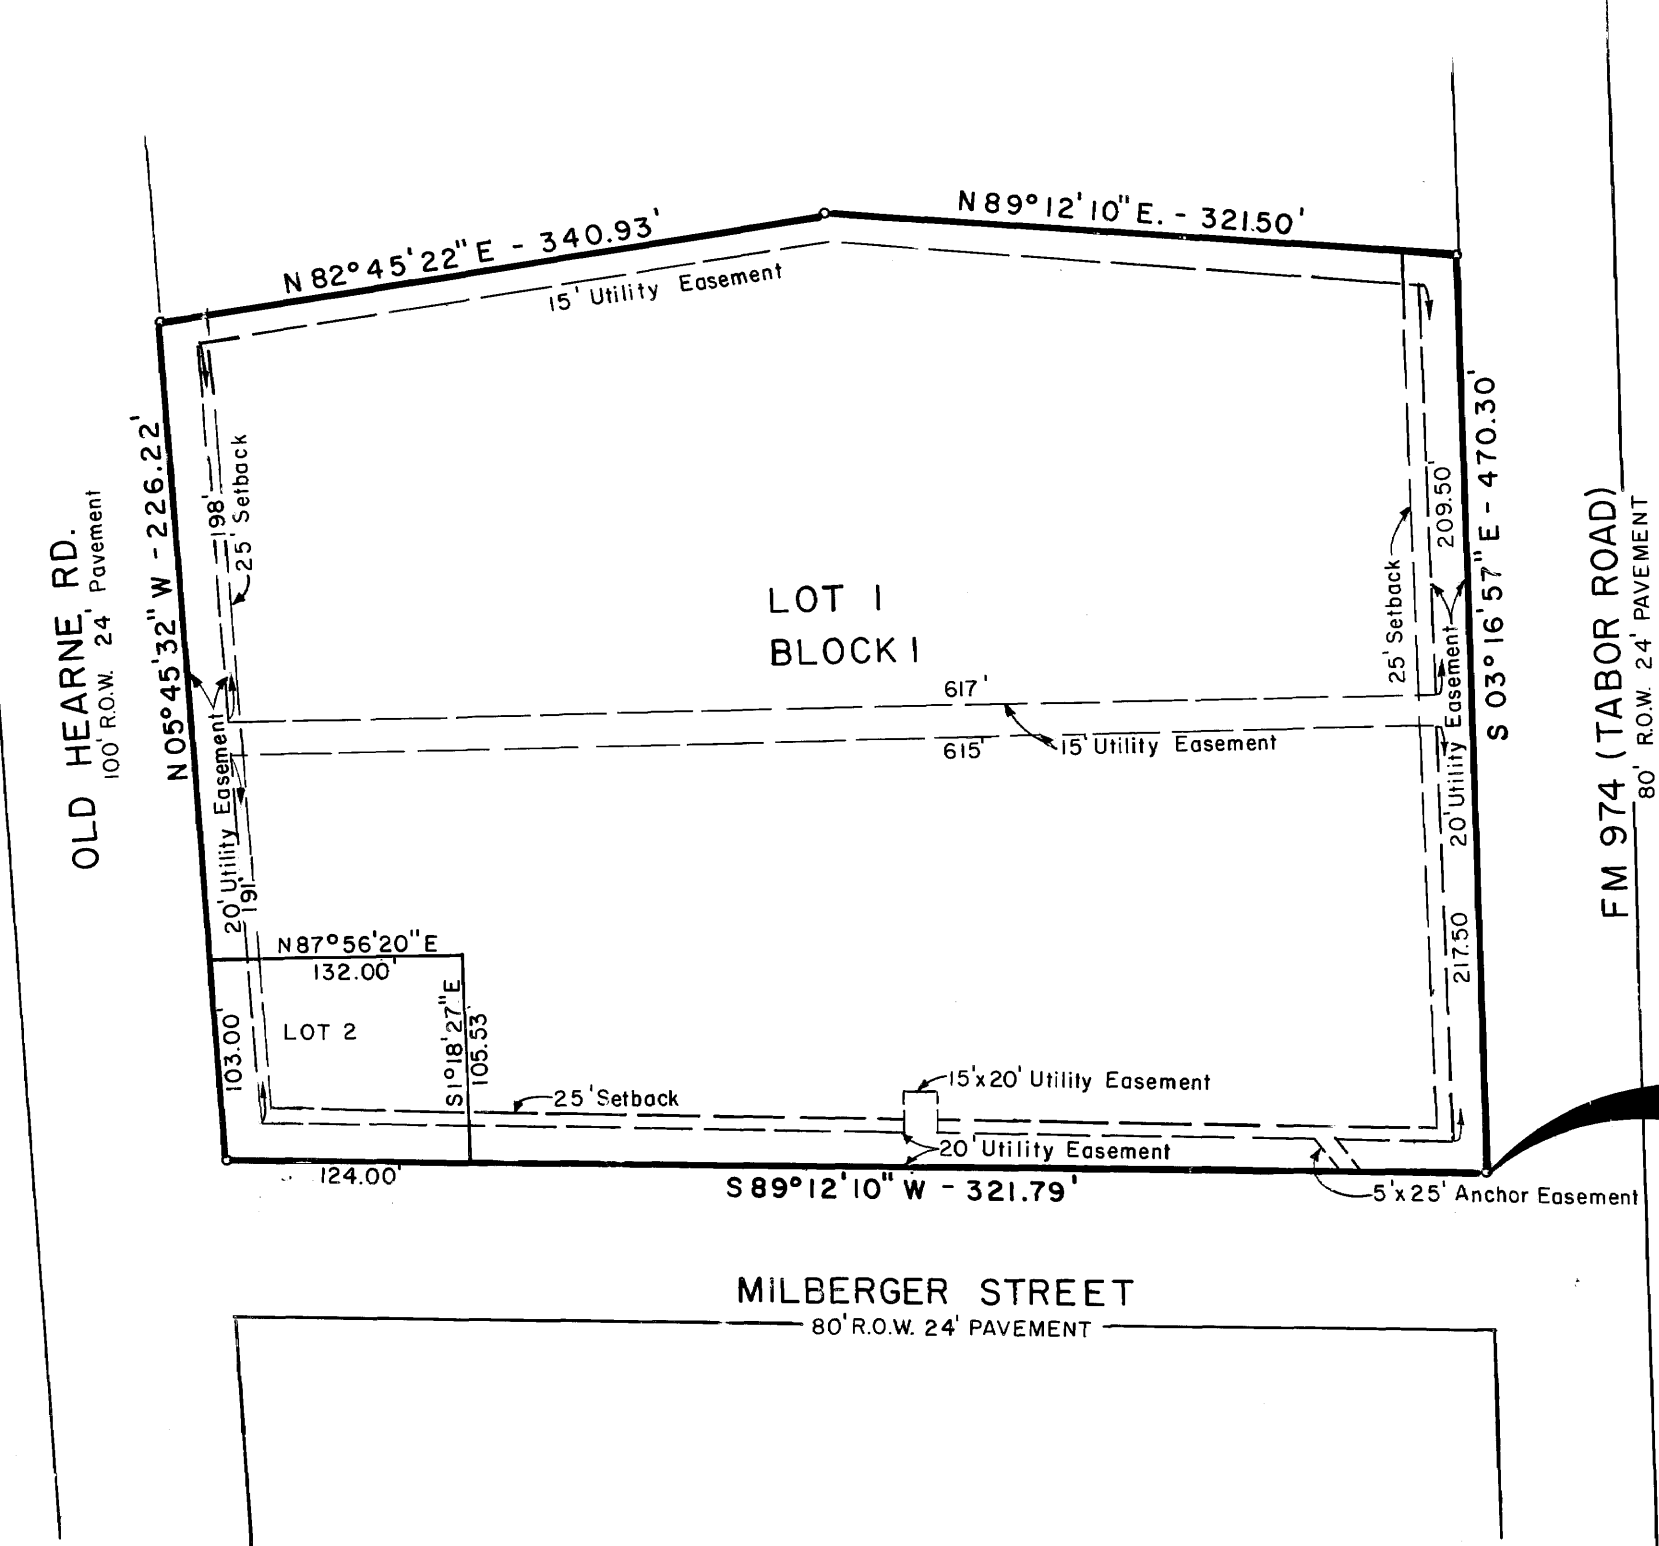 N 89°12'10" E. - 321.50'
N 82°45'22" E - 340.93'
15' Utility Easement
N 05°45'32" W - 226.22'
198'
25' Setback
OLD HEARNE RD.
100' R.O.W. 24' Pavement
25' Setback
209.50'
S 03°16'57" E - 470.30'
FM 974 (TABOR ROAD)
80' R.O.W. 24' PAVEMENT
LOT 1
BLOCK 1
617'
615'
15' Utility Easement
20' Utility Easement
191'
20' Utility Easement
217.50
N 87°56'20" E
132.00'
LOT 2
103.00'
S 1°18'27" E
105.53'
25' Setback
15'x20' Utility Easement
20' Utility Easement
124.00'
S 89°12'10" W - 321.79'
5'x25' Anchor Easement
MILBERGER STREET
80' R.O.W. 24' PAVEMENT